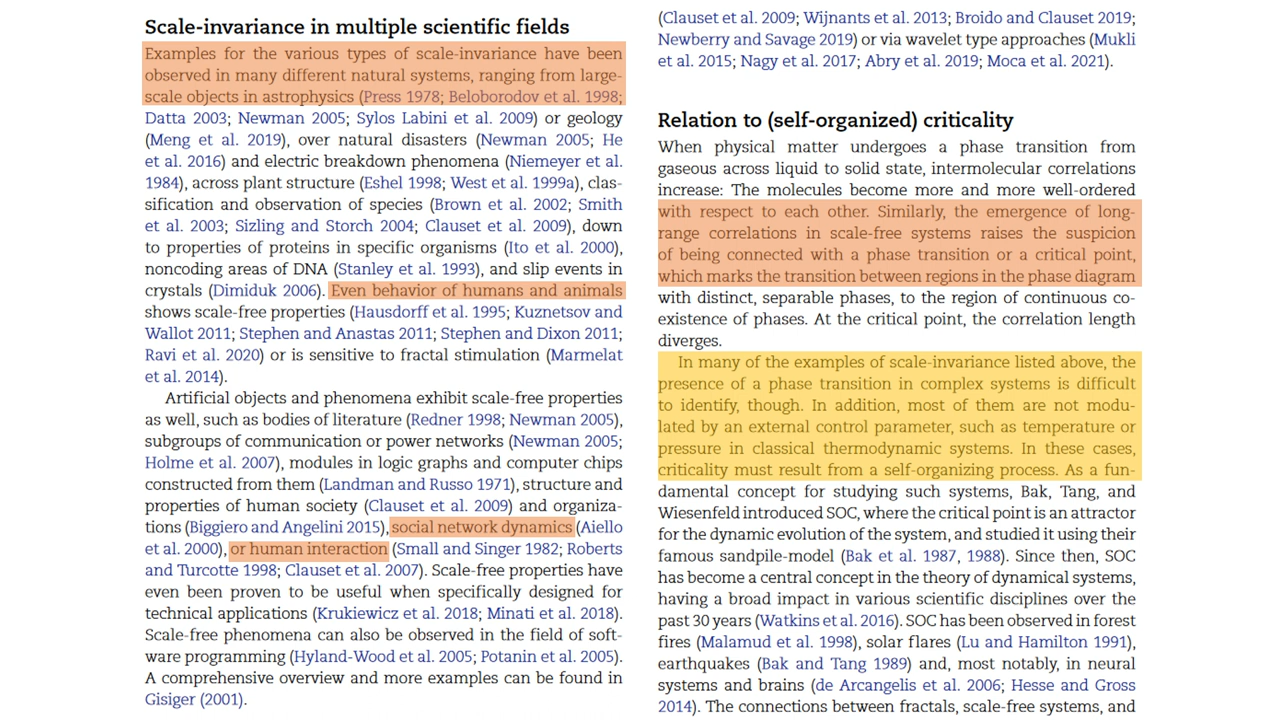 Scale-invariance in multiple scientific fields
Examples for the various types of scale-invariance have been
observed in many different natural systems, ranging from large-
scale objects in astrophysics (Press 1978; Beloborodov et al. 1998;
Datta 2003; Newman 2005; Sylos Labini et al. 2009) or geology
(Meng et al. 2019), over natural disasters (Newman 2005; He
et al. 2016) and electric breakdown phenomena (Niemeyer et al.
1984), across plant structure (Eshel 1998; West et al. 1999a), clas-
sification and observation of species (Brown et al. 2002; Smith
et al. 2003; Sizling and Storch 2004; Clauset et al. 2009), down
to properties of proteins in specific organisms (Ito et al. 2000),
noncoding areas of DNA (Stanley et al. 1993), and slip events in
crystals (Dimiduk 2006). Even behavior of humans and animals
shows scale-free properties (Hausdorff et al. 1995; Kuznetsov and
Wallot 2011; Stephen and Anastas 2011; Stephen and Dixon 2011;
Ravi et al. 2020) or is sensitive to fractal stimulation (Marmelat
et al. 2014).
Artificial objects and phenomena exhibit scale-free properties
as well, such as bodies of literature (Redner 1998; Newman 2005),
subgroups of communication or power networks (Newman 2005;
Holme et al. 2007), modules in logic graphs and computer chips
constructed from them (Landman and Russo 1971), structure and
properties of human society (Clauset et al. 2009) and organiza-
tions (Biggiero and Angelini 2015), social network dynamics (Aiello
et al. 2000), or human interaction (Small and Singer 1982; Roberts
and Turcotte 1998; Clauset et al. 2007). Scale-free properties have
even been proven to be useful when specifically designed for
technical applications (Krukiewicz et al. 2018; Minati et al. 2018).
Scale-free phenomena can also be observed in the field of soft-
ware programming (Hyland-Wood et al. 2005; Potanin et al. 2005).
A comprehensive overview and more examples can be found in
Gisiger (2001).
(Clauset et al. 2009; Wijnants et al. 2013; Broido and Clauset 2019;
Newberry and Savage 2019) or via wavelet type approaches (Mukli
et al. 2015; Nagy et al. 2017; Abry et al. 2019; Moca et al. 2021).
Relation to (self-organized) criticality
When physical matter undergoes a phase transition from
gaseous across liquid to solid state, intermolecular correlations
increase: The molecules become more and more well-ordered
with respect to each other. Similarly, the emergence of long-
range correlations in scale-free systems raises the suspicion
of being connected with a phase transition or a critical point,
which marks the transition between regions in the phase diagram
with distinct, separable phases, to the region of continuous co-
existence of phases. At the critical point, the correlation length
diverges.
In many of the examples of scale-invariance listed above, the
presence of a phase transition in complex systems is difficult
to identify, though. In addition, most of them are not modu-
lated by an external control parameter, such as temperature or
pressure in classical thermodynamic systems. In these cases,
criticality must result from a self-organizing process. As a fun-
damental concept for studying such systems, Bak, Tang, and
Wiesenfeld introduced SOC, where the critical point is an attractor
for the dynamic evolution of the system, and studied it using their
famous sandpile-model (Bak et al. 1987, 1988). Since then, SOC
has become a central concept in the theory of dynamical systems,
having a broad impact in various scientific disciplines over the
past 30 years (Watkins et al. 2016). SOC has been observed in forest
fires (Malamud et al. 1998), solar flares (Lu and Hamilton 1991),
earthquakes (Bak and Tang 1989) and, most notably, in neural
systems and brains (de Arcangelis et al. 2006; Hesse and Gross
2014). The connections between fractals, scale-free systems, and